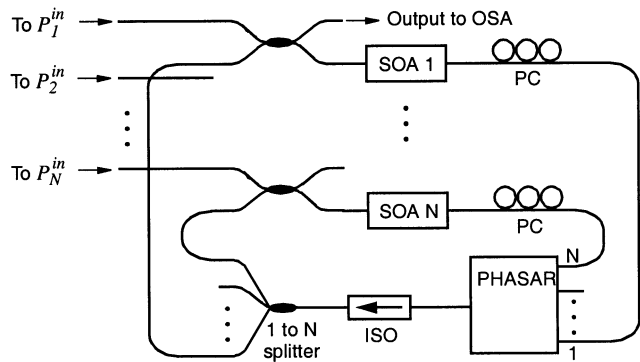 To P_1^{in}
Output to OSA
SOA 1
PC
To P_2^{in}
To P_N^{in}
SOA N
PC
N
PHASAR
1 to N
splitter
ISO
1